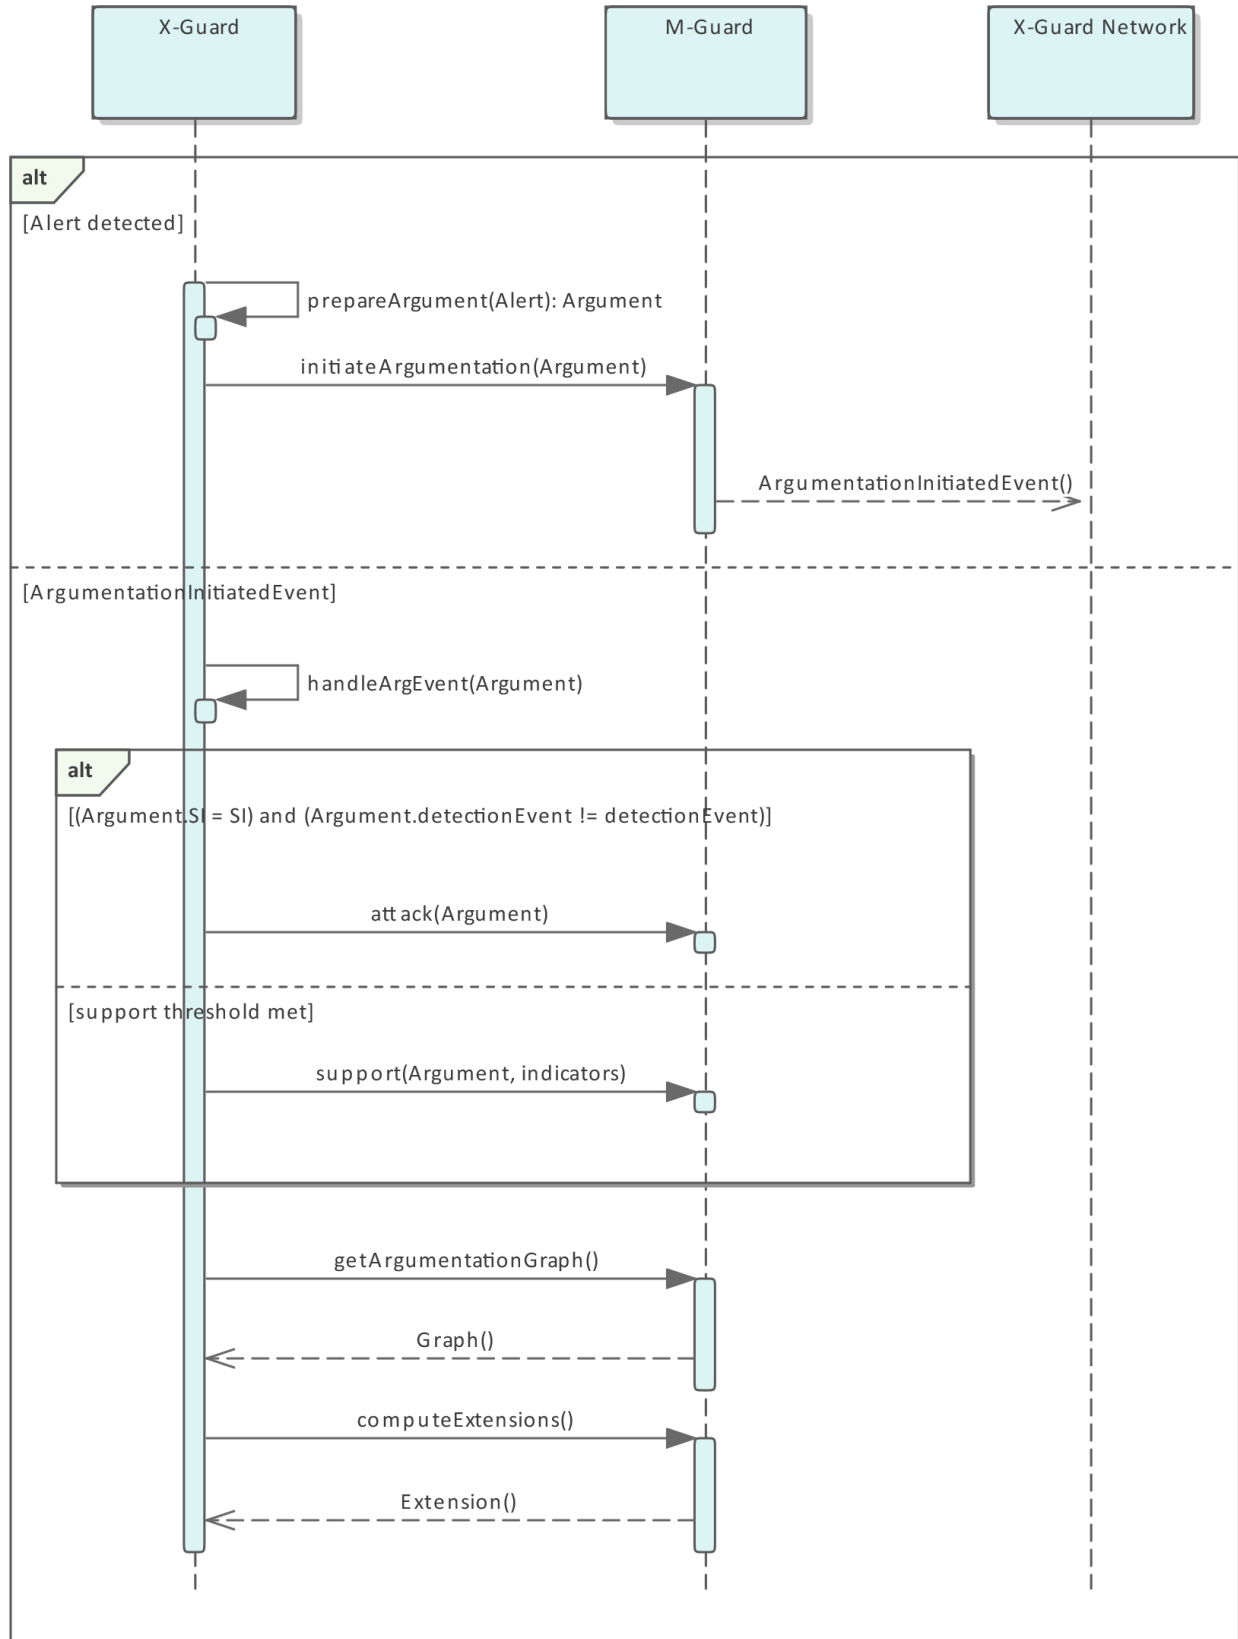 X-Guard
M-Guard
X-Guard Network
alt
[Alert detected]
prepareArgument(Alert): Argument
initiateArgumentation(Argument)
ArgumentationInitiatedEvent()
[ArgumentationInitiatedEvent]
handleArgEvent(Argument)
alt
[(Argument.SI = SI) and (Argument.detectionEvent != detectionEvent)]
attack(Argument)
[support threshold met]
support(Argument, indicators)
getArgumentationGraph()
Graph()
computeExtensions()
Extension()